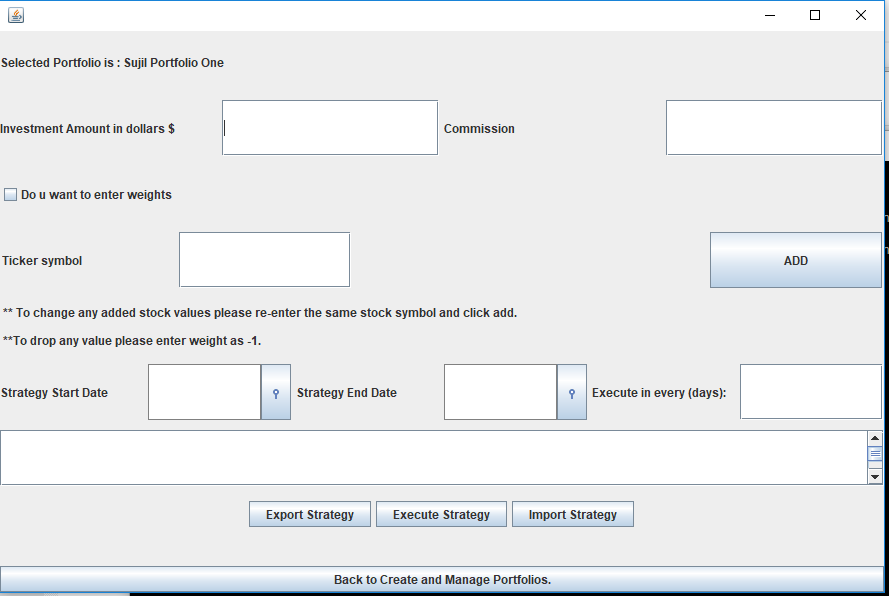 Selected Portfolio is : Sujil Portfolio One
Investment Amount in dollars $ Commission
Do u want to enter weights
Ticker symbol ADD
** To change any added stock values please re-enter the same stock symbol and click add.
**To drop any value please enter weight as -1.
Strategy Start Date Strategy End Date Execute in every (days):
Export Strategy Execute Strategy Import Strategy
Back to Create and Manage Portfolios.